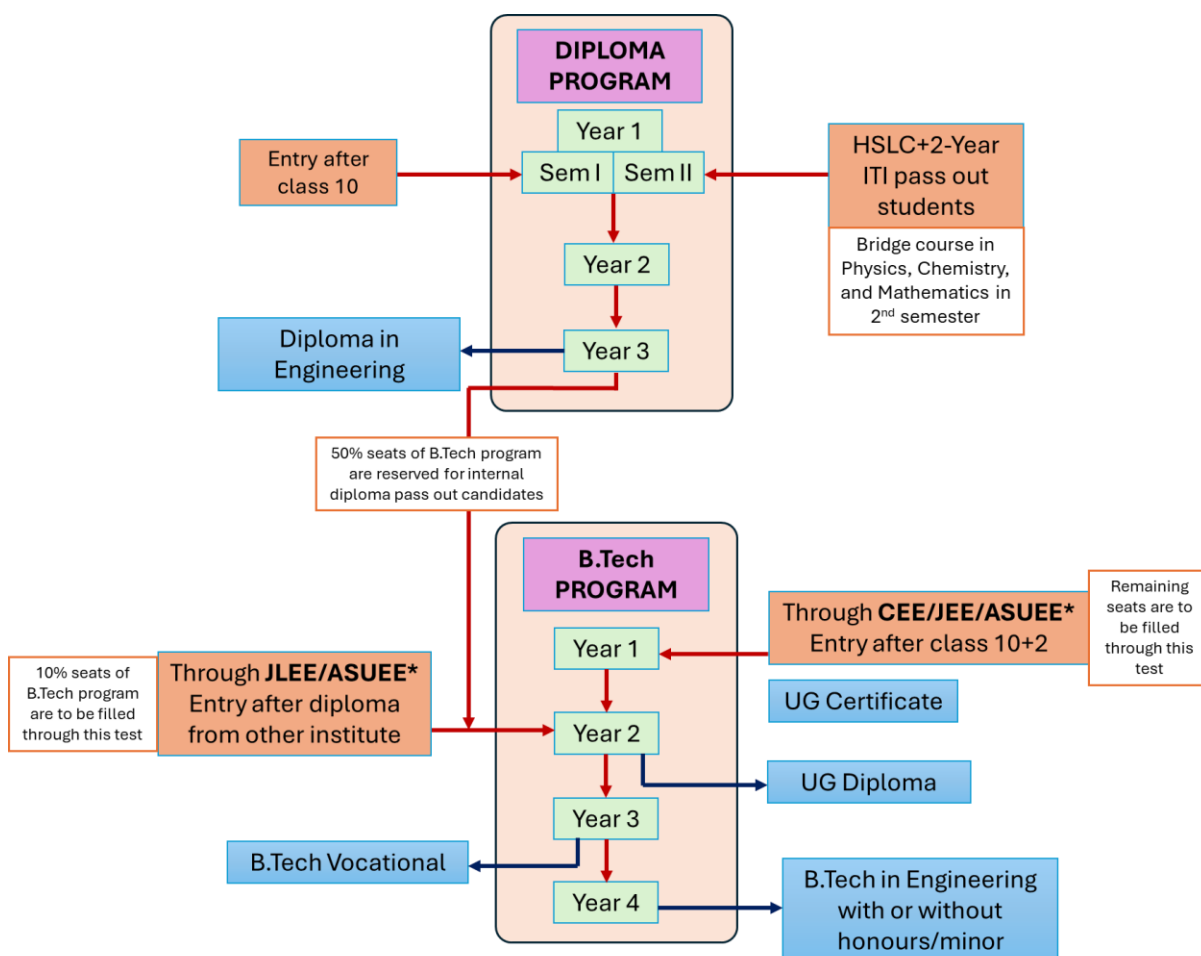 DIPLOMA
PROGRAM
Year 1
Entry after
class 10
Sem I
Sem II
HSLC+2-Year
ITI pass out
students
Bridge course in
Physics, Chemistry,
and Mathematics in
2nd semester
Year 2
Year 3
Diploma in
Engineering
50% seats of B.Tech program
are reserved for internal
diploma pass out candidates
B.Tech
PROGRAM
Through CEE/JEE/ASUEE*
Entry after class 10+2
Remaining
seats are to
be filled
through this
test
Year 1
10% seats of
B.Tech program
are to be filled
through this test
Through JLEE/ASUEE*
Entry after diploma
from other institute
UG Certificate
Year 2
UG Diploma
Year 3
B.Tech Vocational
Year 4
B.Tech in Engineering
with or without
honours/minor